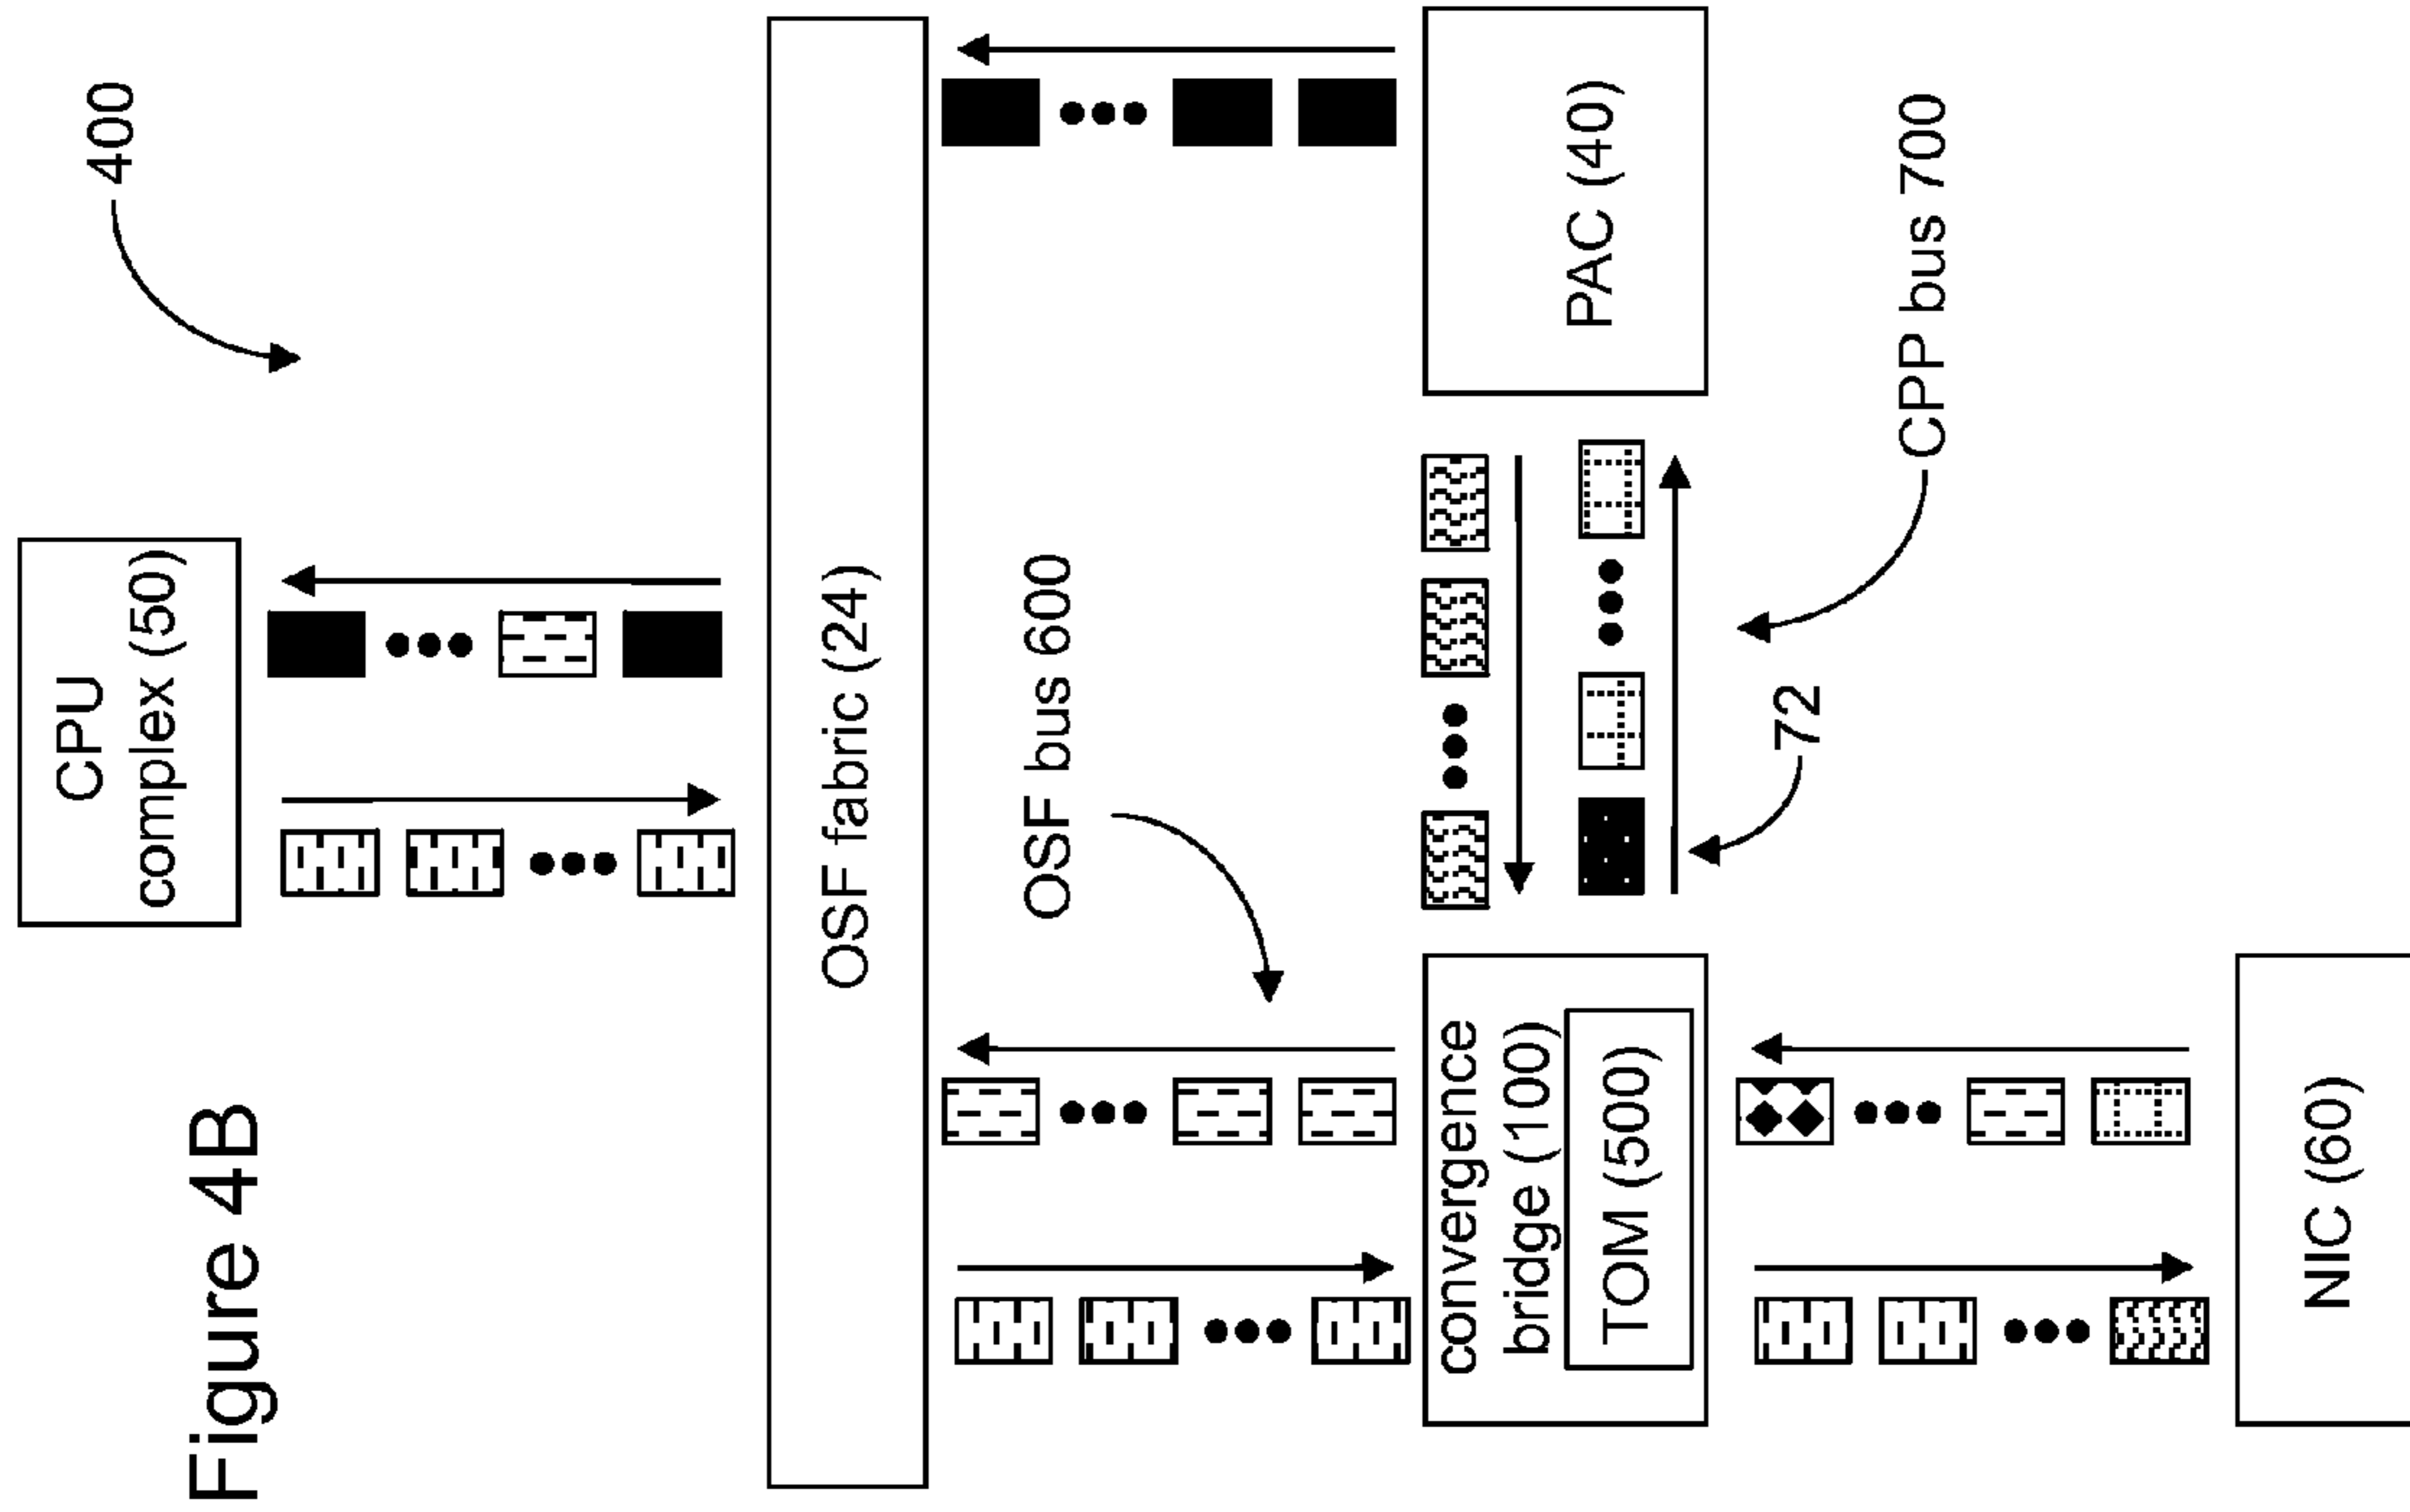 Figure 4B
400
CPU
complex (50)
OSF fabric (24)
OSF bus 600
convergence
bridge (100)
TOM (500)
PAC (40)
72
CPP bus 700
NIC (60)